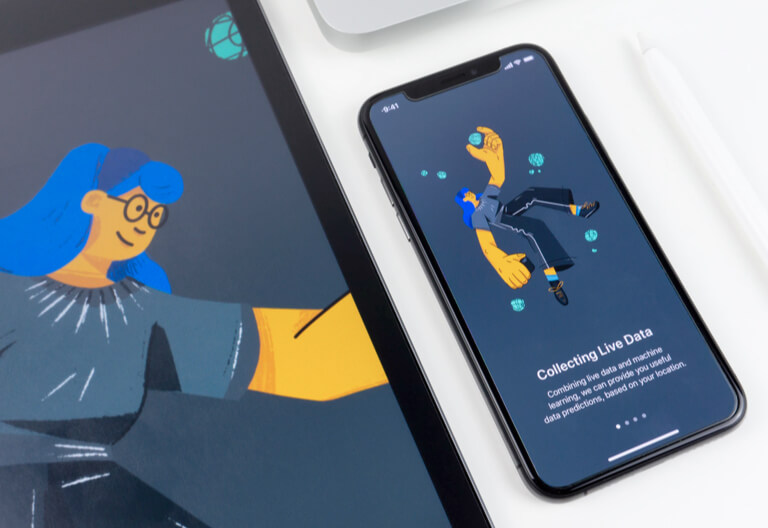 9:41
Collecting Live Data
Combining live data and machine
learning, we can provide you useful
data predictions, based on your location.